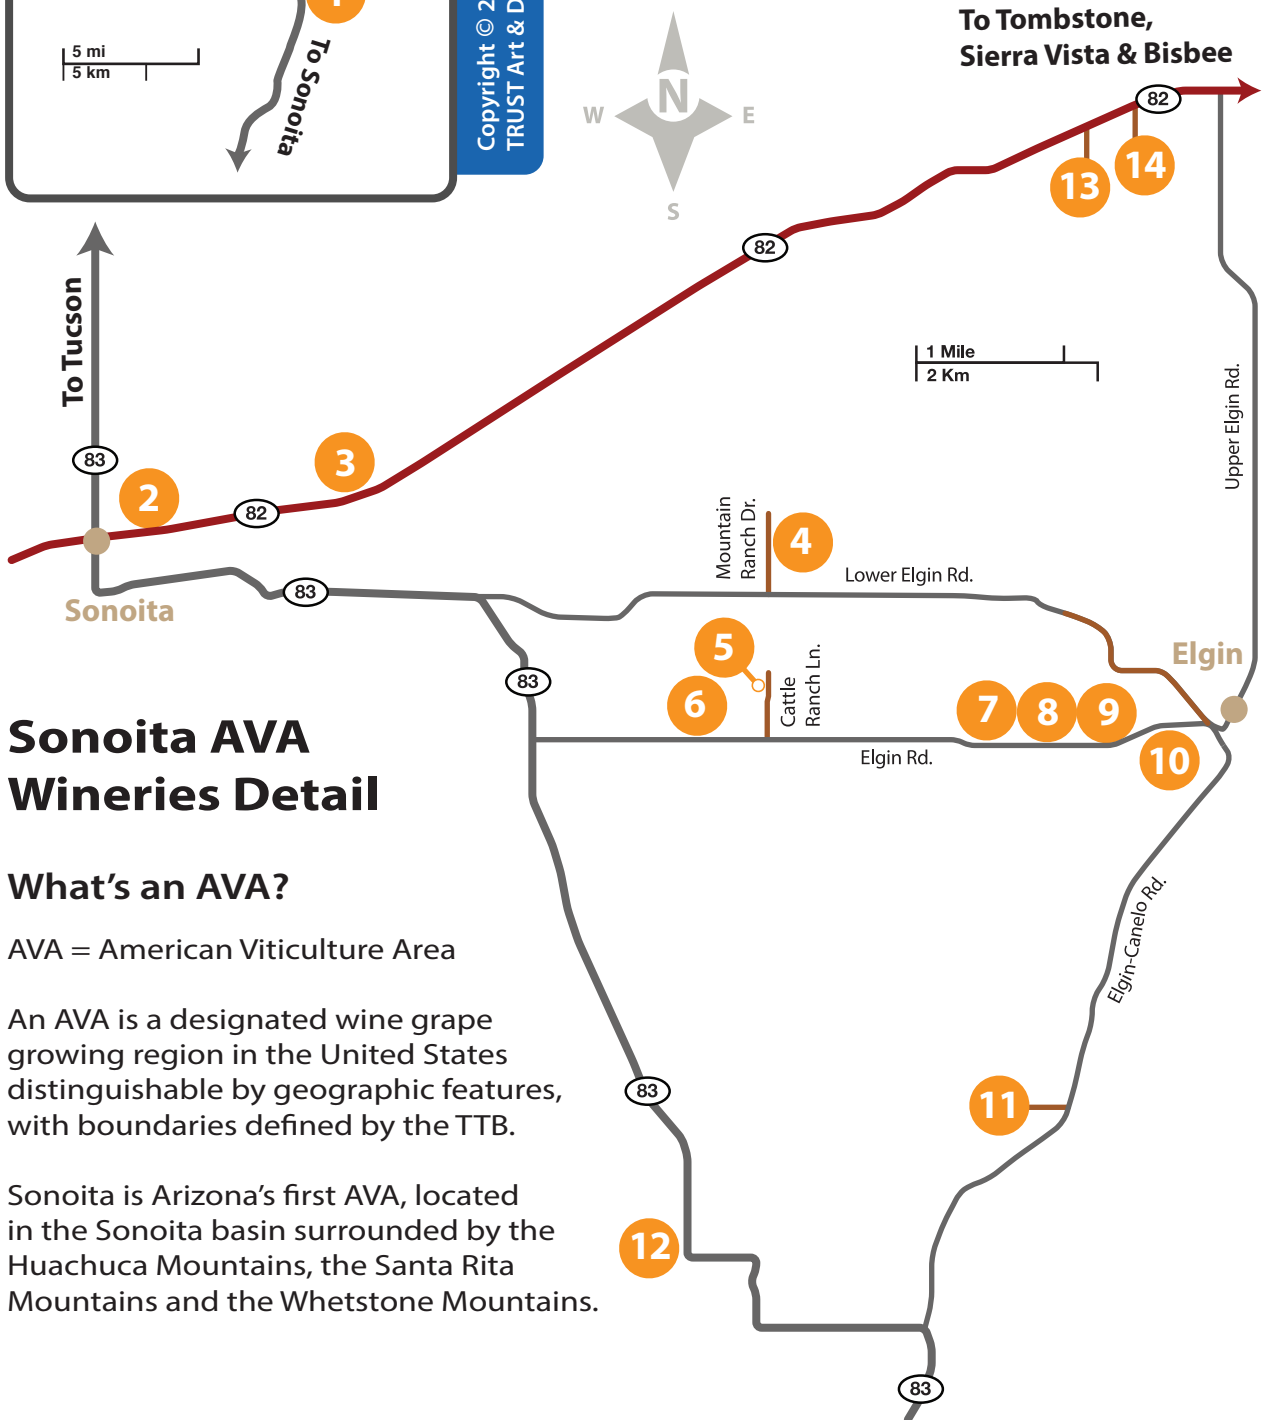 5 mi
5 km
To Sonoita
Copyright © 2
TRUST Art & D
N
W
E
S
To Tombstone,
Sierra Vista & Bisbee
82
13
14
82
To Tucson
1 Mile
2 Km
Upper Elgin Rd.
83
2
3
82
Sonoita
83
Mountain
Ranch Dr.
4
Lower Elgin Rd.
5
6
Cattle
Ranch Ln.
83
7
8
9
Elgin
10
Elgin Rd.
Sonoita AVA
Wineries Detail
What's an AVA?
AVA = American Viticulture Area
An AVA is a designated wine grape
growing region in the United States
distinguishable by geographic features,
with boundaries defined by the TTB.
Sonoita is Arizona's first AVA, located
in the Sonoita basin surrounded by the
Huachuca Mountains, the Santa Rita
Mountains and the Whetstone Mountains.
Elgin-Canelo Rd.
83
11
12
83